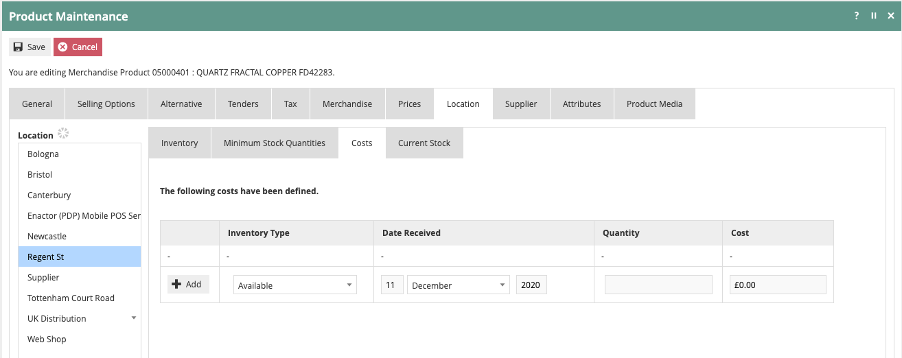 Product Maintenance ?
Save Cancel
You are editing Merchandise Product 05000401 : QUARTZ FRACTAL COPPER FD42283.
General Selling Options Alternative Tenders Tax Merchandise Prices Location Supplier Attributes Product Media
Location
Bologna
Bristol
Canterbury
Enactor (PDP) Mobile POS Ser
Newcastle
Regent St
Supplier
Tottenham Court Road
UK Distribution
Web Shop
Inventory Minimum Stock Quantities Costs Current Stock
The following costs have been defined.
Inventory Type Date Received Quantity Cost
- - - - -
Add Available 11 December 2020 £0.00